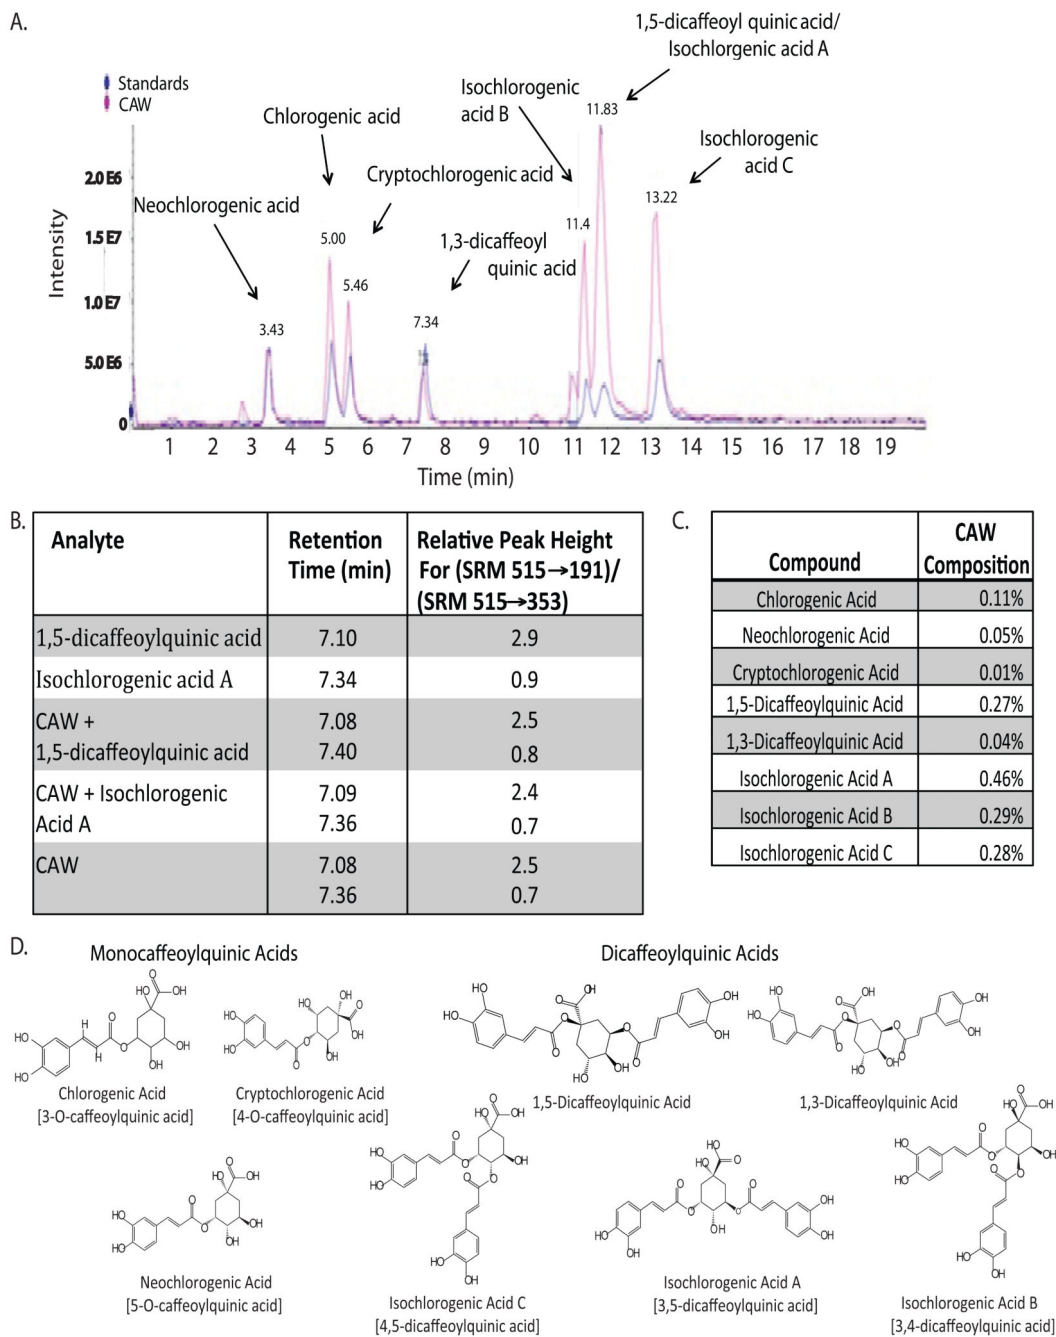 A.
1,5-dicaffeoyl quinic acid/
Isochlorgenic acid A
Standards
CAW
Isochlorogenic
acid B
11.83
Chlorogenic acid
Isochlorogenic
acid C
Cryptochlorogenic acid
2.0E6
Neochlorogenic acid
13.22
11.4
1.5E7
5.00
1,3-dicaffeoyl
quinic acid
Intensity
5.46
1.0E7
7.34
3.43
5.0E6
0
1 2 3 4 5 6 7 8 9 10 11 12 13 14 15 16 17 18 19
Time (min)
B.
Analyte Retention Time (min) Relative Peak Height For (SRM 515→191)/ (SRM 515→353)
1,5-dicaffeoylquinic acid 7.10 2.9
Isochlorogenic acid A 7.34 0.9
CAW + 7.08 2.5
1,5-dicaffeoylquinic acid 7.40 0.8
CAW + Isochlorogenic 7.09 2.4
Acid A 7.36 0.7
CAW 7.08 2.5
7.36 0.7
C.
Compound CAW Composition
Chlorogenic Acid 0.11%
Neochlorogenic Acid 0.05%
Cryptochlorogenic Acid 0.01%
1,5-Dicaffeoylquinic Acid 0.27%
1,3-Dicaffeoylquinic Acid 0.04%
Isochlorogenic Acid A 0.46%
Isochlorogenic Acid B 0.29%
Isochlorogenic Acid C 0.28%
D.
Monocaffeoylquinic Acids
Dicaffeoylquinic Acids
Chlorogenic Acid
[3-O-caffeoylquinic acid]
Cryptochlorogenic Acid
[4-O-caffeoylquinic acid]
1,5-Dicaffeoylquinic Acid
1,3-Dicaffeoylquinic Acid
Neochlorogenic Acid
[5-O-caffeoylquinic acid]
Isochlorogenic Acid C
[4,5-dicaffeoylquinic acid]
Isochlorogenic Acid A
[3,5-dicaffeoylquinic acid]
Isochlorogenic Acid B
[3,4-dicaffeoylquinic acid]